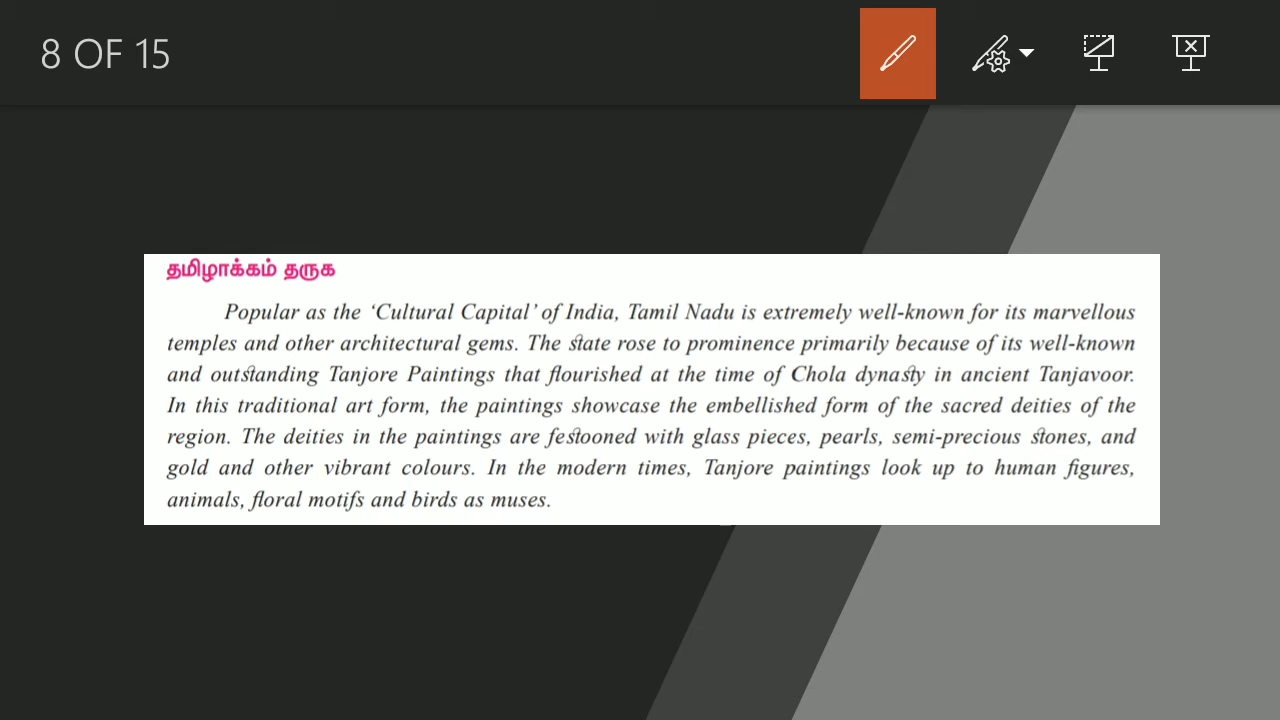 8 OF 15
தமிழாக்கம் தருக
Popular as the ‘Cultural Capital’ of India, Tamil Nadu is extremely well-known for its marvellous
temples and other architectural gems. The state rose to prominence primarily because of its well-known
and outstanding Tanjore Paintings that flourished at the time of Chola dynasty in ancient Tanjavoor.
In this traditional art form, the paintings showcase the embellished form of the sacred deities of the
region. The deities in the paintings are festooned with glass pieces, pearls, semi-precious stones, and
gold and other vibrant colours. In the modern times, Tanjore paintings look up to human figures,
animals, floral motifs and birds as muses.